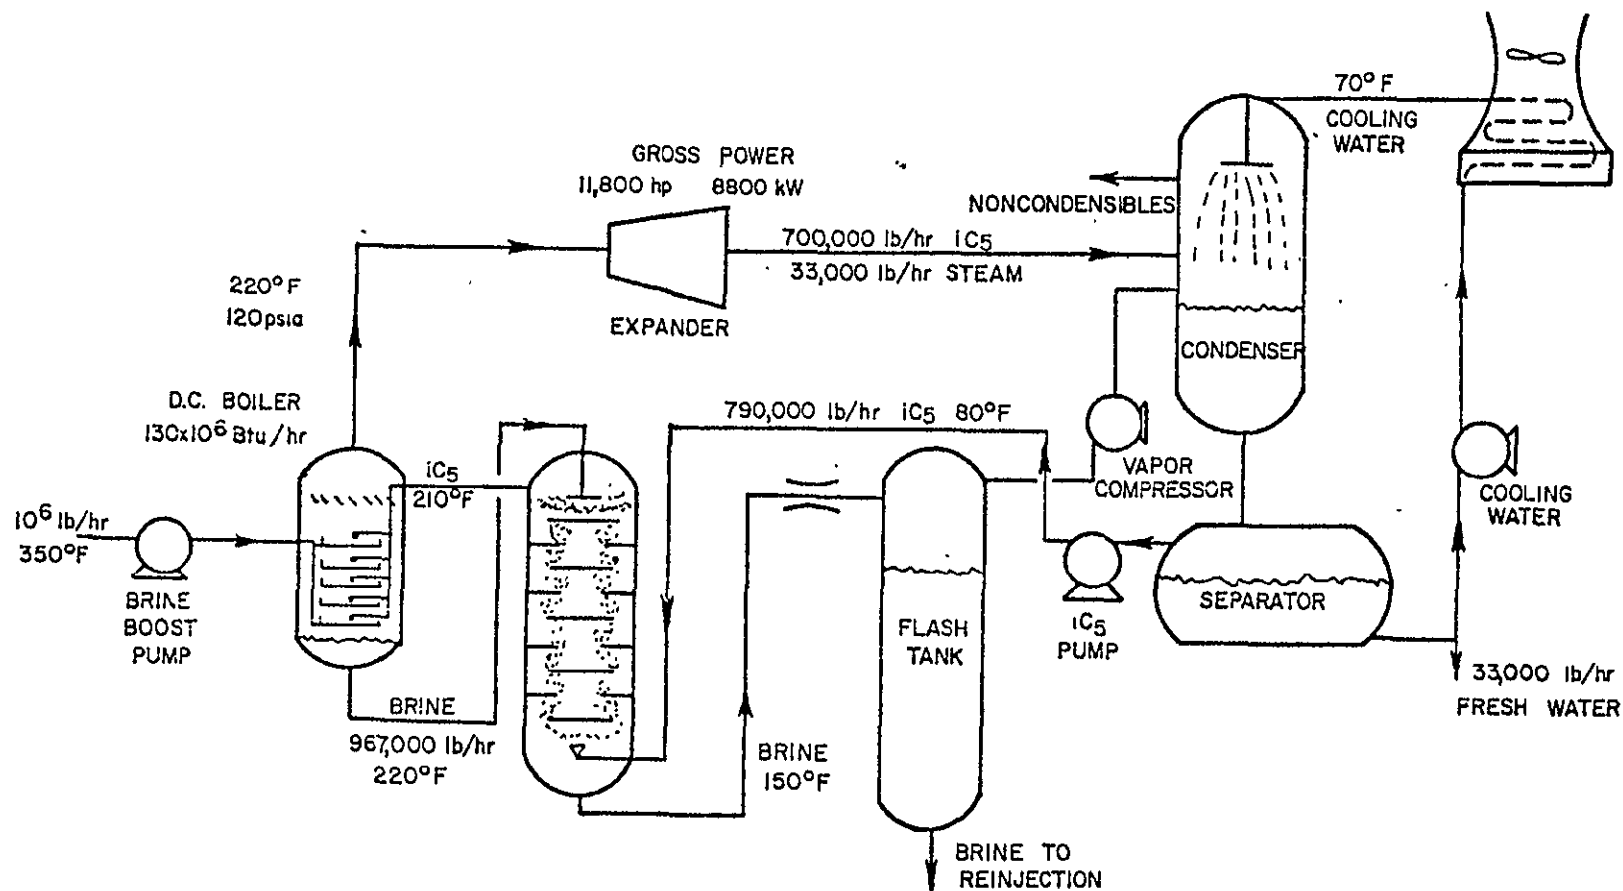 70°F
COOLING
WATER
GROSS POWER
11,800 hp 8800 kW
NONCONDENSIBLES
700,000 lb/hr iC5
33,000 lb/hr STEAM
220°F
120 psia
EXPANDER
CONDENSER
D.C. BOILER
130x10⁶ Btu/hr
790,000 lb/hr iC5 80°F
iC5
210°F
VAPOR
COMPRESSOR
COOLING
WATER
10⁶ lb/hr
350°F
BRINE
BOOST
PUMP
FLASH
TANK
iC5
PUMP
SEPARATOR
BRINE
967,000 lb/hr
220°F
BRINE
150°F
33,000 lb/hr
FRESH WATER
BRINE TO
REINJECTION